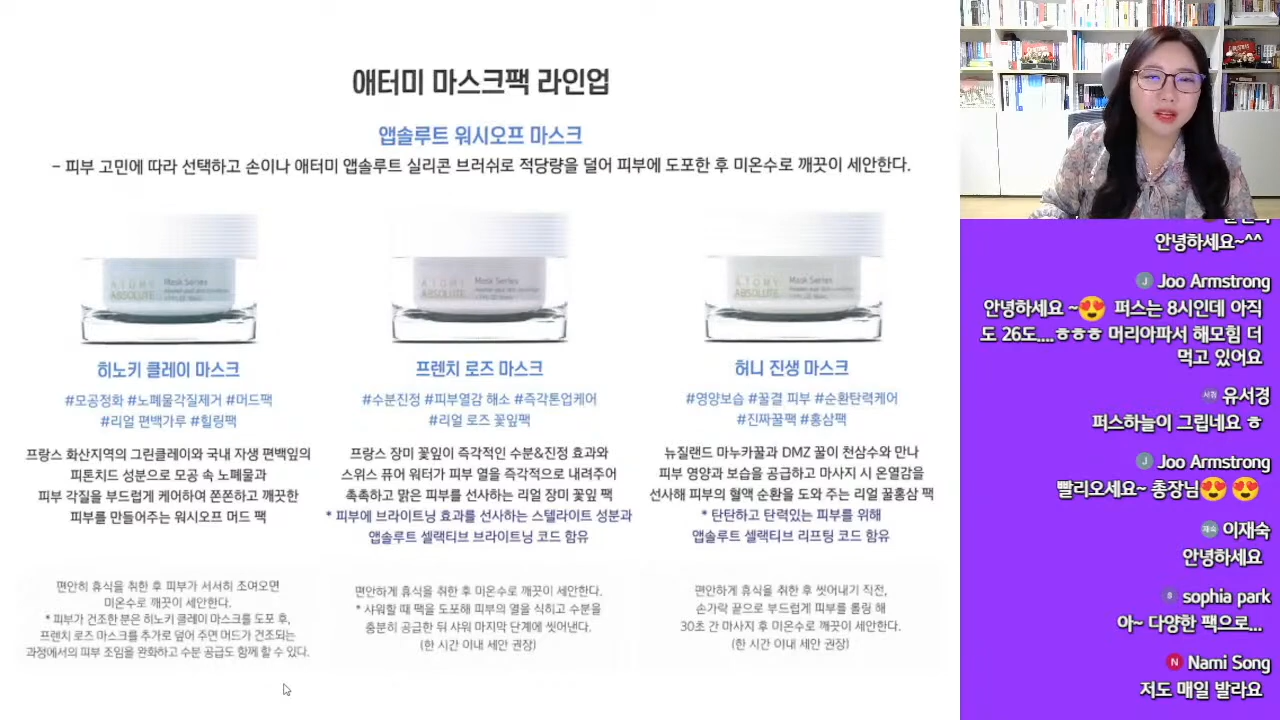 애터미 마스크팩 라인업
앱솔루트 워시오프 마스크
- 피부 고민에 따라 선택하고 손이나 애터미 앱솔루트 실리콘 브러쉬로 적당량을 덜어 피부에 도포한 후 미온수로 깨끗이 세안한다.
ATOMY
ABSOLUTE
Mask Series
ATOMY
ABSOLUTE
Mask Series
ATOMY
ABSOLUTE
Mask Series
히노키 클레이 마스크
#모공정화 #노폐물각질제거 #머드팩
#리얼 편백가루 #힐링팩
프랑스 화산지역의 그린클레이와 국내 자생 편백잎의
피톤치드 성분으로 모공 속 노폐물과
피부 각질을 부드럽게 케어하여 쫀쫀하고 깨끗한
피부를 만들어주는 워시오프 머드 팩
편안히 휴식을 취한 후 피부가 서서히 조여오면
미온수로 깨끗이 세안한다.
* 피부가 건조한 분은 히노키 클레이 마스크를 도포 후,
프렌치 로즈 마스크를 추가로 덜어 주면 머드가 건조되는
과정에서의 피부 조임을 완화하고 수분 공급도 함께 할 수 있다.
프렌치 로즈 마스크
#수분진정 #피부열감 해소 #즉각톤업케어
#리얼 로즈 꽃잎팩
프랑스 장미 꽃잎이 즉각적인 수분&진정 효과와
스위스 퓨어 워터가 피부 열을 즉각적으로 내려주어
촉촉하고 맑은 피부를 선사하는 리얼 장미 꽃잎 팩
* 피부에 브라이트닝 효과를 선사하는 스텔라이트 성분과
앱솔루트 셀랙티브 브라이트닝 코드 함유
편안하게 휴식을 취한 후 미온수로 깨끗이 세안한다.
* 샤워할 때 팩을 도포해 피부의 열을 식히고 수분을
충분히 공급한 뒤 샤워 마지막 단계에 씻어낸다.
(한 시간 이내 세안 권장)
허니 진생 마스크
#영양보습 #꿀결 피부 #순환탄력케어
#진짜꿀팩 #홍삼팩
뉴질랜드 마누카꿀과 DMZ 꿀이 천삼수와 만나
피부 영양과 보습을 공급하고 마사지 시 온열감을
선사해 피부의 혈액 순환을 도와 주는 리얼 꿀홍삼 팩
* 탄탄하고 탄력있는 피부를 위해
앱솔루트 셀랙티브 리프팅 코드 함유
편안하게 휴식을 취한 후 씻어내기 직전,
손가락 끝으로 부드럽게 피부를 롤링 해
30초 간 마사지 후 미온수로 깨끗이 세안한다.
(한 시간 이내 세안 권장)
안녕하세요~^^
J Joo Armstrong
안녕하세요 ~😍 퍼스는 8시인데 아직
도 26도....ㅎㅎㅎ 머리아파서 해모힘 더
먹고 있어요
서경 유서경
퍼스하늘이 그립네요 ㅎ
J Joo Armstrong
빨리오세요~ 총장님😍 😍
재숙 이재숙
안녕하세요
S sophia park
아~ 다양한 팩으로...
N Nami Song
저도 매일 발라요